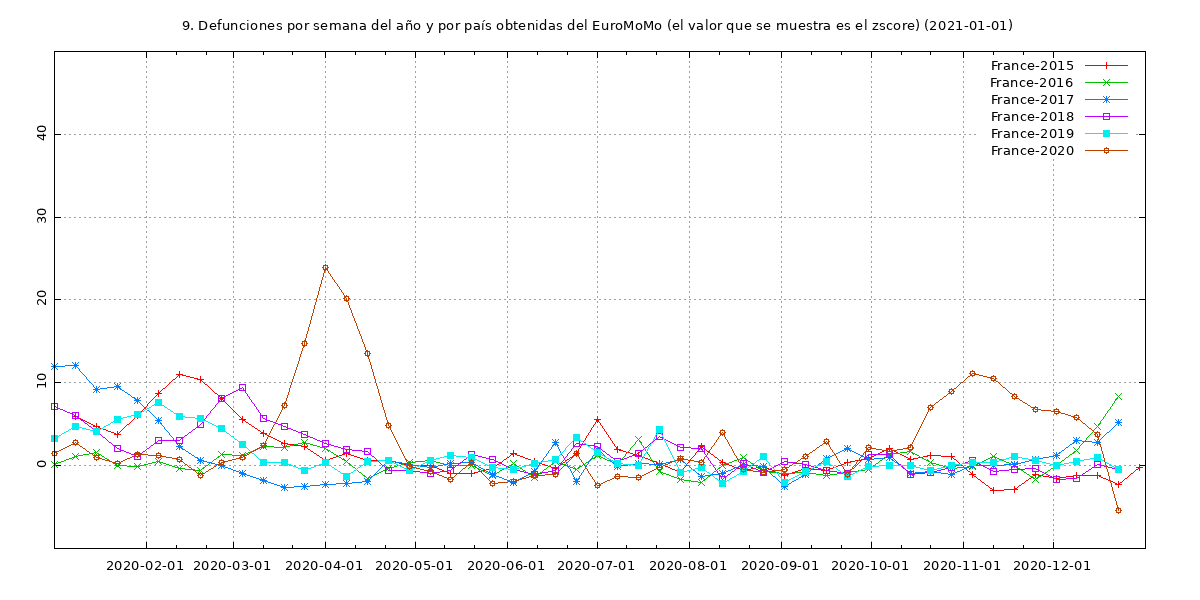 9. Defunciones por semana del año y por país obtenidas del EuroMoMo (el valor que se muestra es el zscore) (2021-01-01)
France-2015
France-2016
France-2017
France-2018
France-2019
France-2020
40
30
20
10
0
2020-02-01 2020-03-01 2020-04-01 2020-05-01 2020-06-01 2020-07-01 2020-08-01 2020-09-01 2020-10-01 2020-11-01 2020-12-01